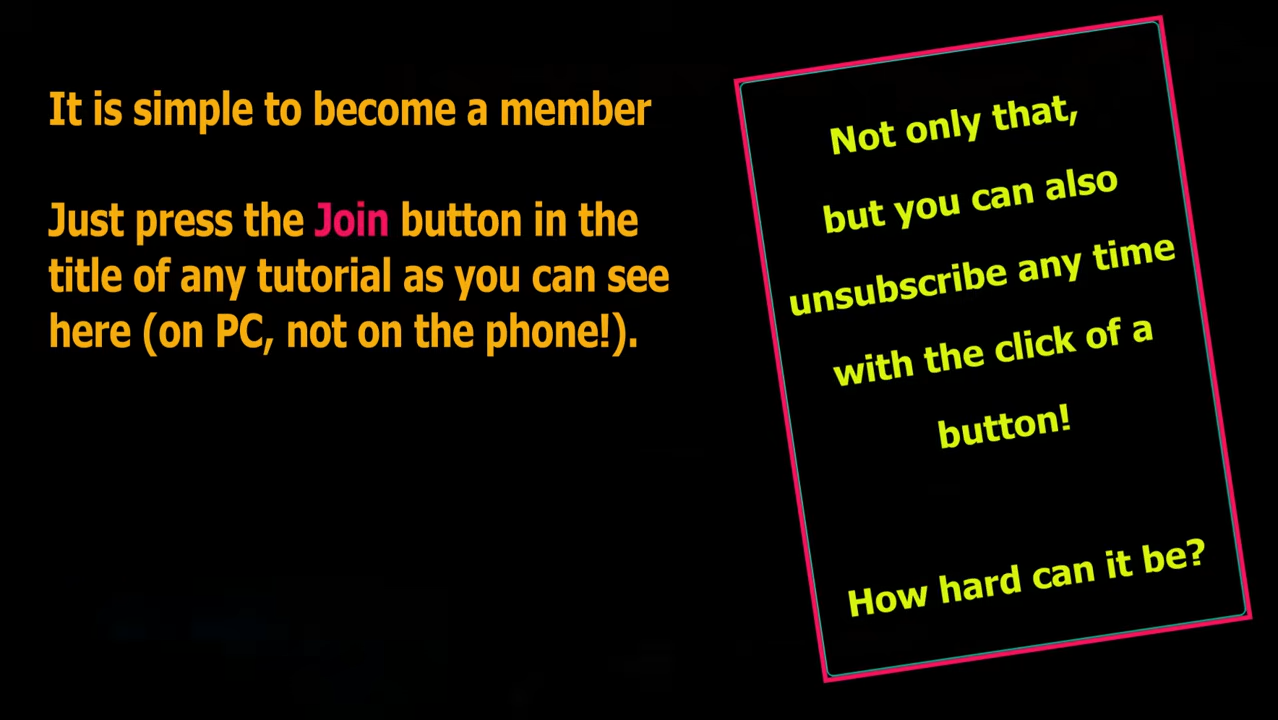 It is simple to become a member
Just press the Join button in the
title of any tutorial as you can see
here (on PC, not on the phone!).
Not only that,
but you can also
unsubscribe any time
with the click of a
button!
How hard can it be?